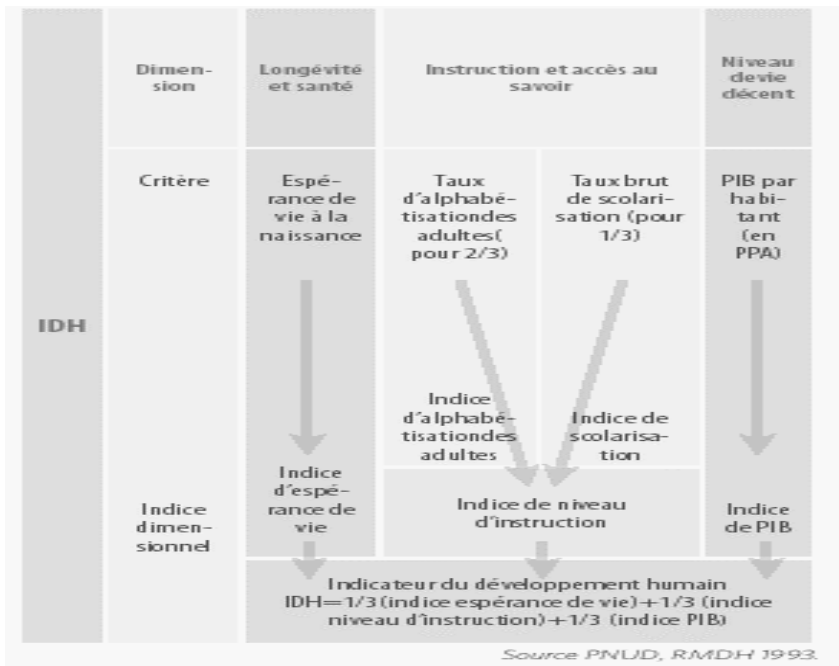 Dimen-
sion
Longévité
et santé
Instruction et accès au
savoir
Niveau
de vie
décent
IDH
Critère
Espé-
rance de
vie à la
naissance
Taux
d'alphabé-
tisation des
adultes(
pour 2/3)
Taux brut
de scolari-
sation (pour
1/3)
PIB par
habi-
tant
(en
PPA)
Indice
d'alphabé-
tisation des
adultes
Indice de
scolarisa-
tion
Indice
dimen-
sionnel
Indice
d'espé-
rance de
vie
Indice de niveau
d'instruction
Indice
de PIB
Indicateur du développement humain
IDH=1/3 (indice espérance de vie)+1/3 (indice
niveau d'instruction)+1/3 (indice PIB)
Source PNUD, RMDH 1993.